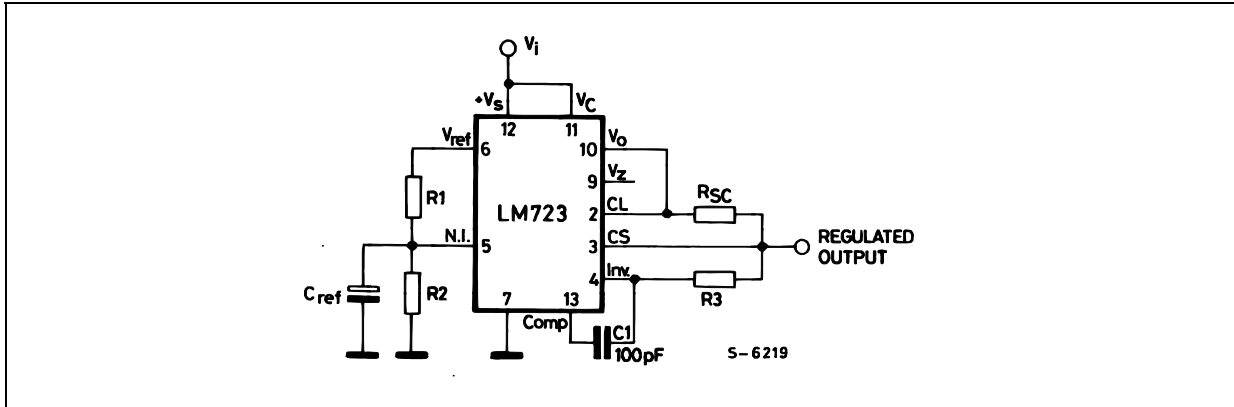 Vi
+Vs
VC
12
11
Vref
6
Vo
10
Vz
9
R1
LM723
CL
2
RSC
N.I.
5
CS
3
REGULATED
OUTPUT
Inv.
4
Cref
R2
R3
7
13
Comp
C1
100pF
S-6219